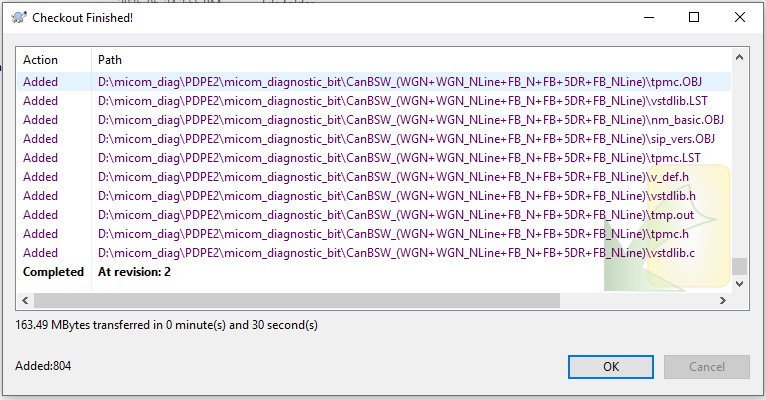 Checkout Finished!
Action Path
Added D:\micom_diag\PDPE2\micom_diagnostic_bit\CanBSW_(WGN+WGN_NLine+FB_N+FB+5DR+FB_NLine)\tpmc.OBJ
Added D:\micom_diag\PDPE2\micom_diagnostic_bit\CanBSW_(WGN+WGN_NLine+FB_N+FB+5DR+FB_NLine)\vstdlib.LST
Added D:\micom_diag\PDPE2\micom_diagnostic_bit\CanBSW_(WGN+WGN_NLine+FB_N+FB+5DR+FB_NLine)\nm_basic.OBJ
Added D:\micom_diag\PDPE2\micom_diagnostic_bit\CanBSW_(WGN+WGN_NLine+FB_N+FB+5DR+FB_NLine)\sip_vers.OBJ
Added D:\micom_diag\PDPE2\micom_diagnostic_bit\CanBSW_(WGN+WGN_NLine+FB_N+FB+5DR+FB_NLine)\tpmc.LST
Added D:\micom_diag\PDPE2\micom_diagnostic_bit\CanBSW_(WGN+WGN_NLine+FB_N+FB+5DR+FB_NLine)\v_def.h
Added D:\micom_diag\PDPE2\micom_diagnostic_bit\CanBSW_(WGN+WGN_NLine+FB_N+FB+5DR+FB_NLine)\vstdlib.h
Added D:\micom_diag\PDPE2\micom_diagnostic_bit\CanBSW_(WGN+WGN_NLine+FB_N+FB+5DR+FB_NLine)\tmp.out
Added D:\micom_diag\PDPE2\micom_diagnostic_bit\CanBSW_(WGN+WGN_NLine+FB_N+FB+5DR+FB_NLine)\tpmc.h
Added D:\micom_diag\PDPE2\micom_diagnostic_bit\CanBSW_(WGN+WGN_NLine+FB_N+FB+5DR+FB_NLine)\vstdlib.c
Completed At revision: 2
163.49 MBytes transferred in 0 minute(s) and 30 second(s)
Added:804
OK Cancel